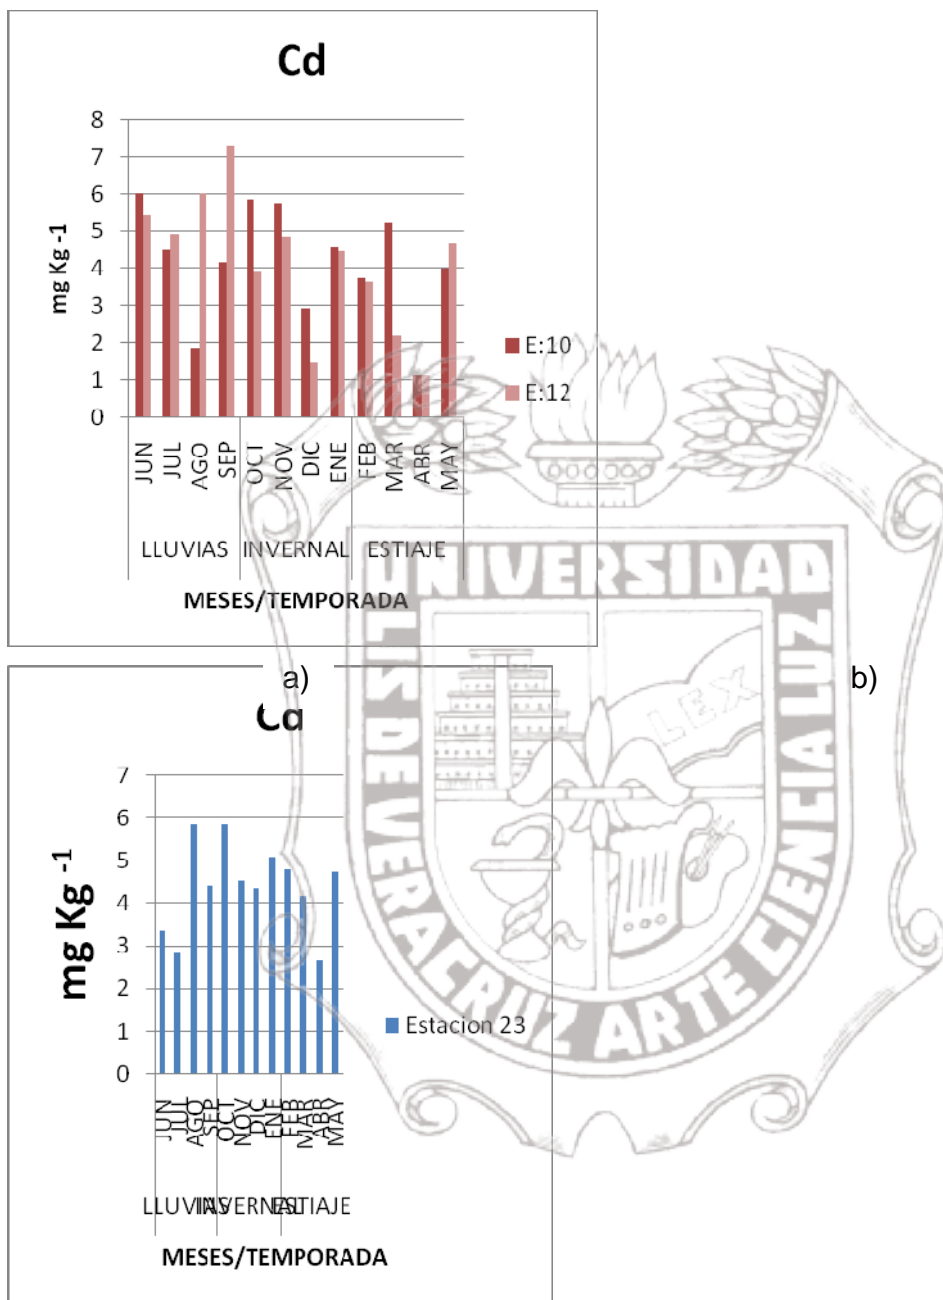 Cd
8
7
6
5
4
3
2
1
0
mg Kg -1
E:10
E:12
JUN JUL AGO SEP OCT NOV DIC ENE FEB MAR ABR MAY
LLUVIAS INVERNAL ESTIAJE
MESES/TEMPORADA
UNIVERSIDAD
LIS DE VERACRUZ ARTE CIENCIA LUZ
LEX
a)
b)
Cd
7
6
5
4
3
2
1
0
mg Kg -1
Estacion 23
JUN JUL AGO SEP OCT NOV DIC ENE FEB MAR ABR MAY
LLUVIAS INVERNAL ESTIAJE
MESES/TEMPORADA